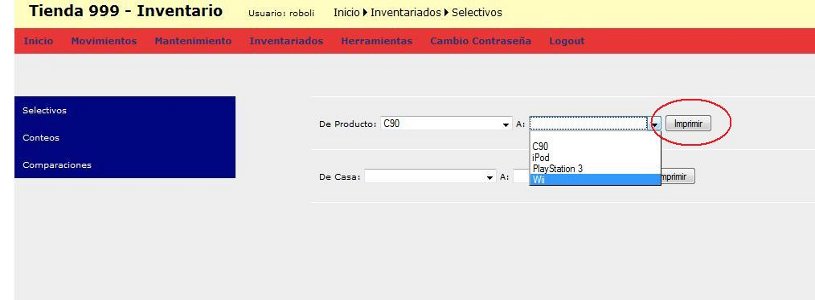 Tienda 999 - Inventario Usuario: roboli Inicio Inventariados Selectivos
Inicio Movimientos Mantenimiento Inventariados Herramientas Cambio Contraseña Logout
Selectivos
Conteos
Comparaciones
De Producto: C90 A: Imprimir
C90
iPod
PlayStation 3
Wii
De Casa: A: mprimir